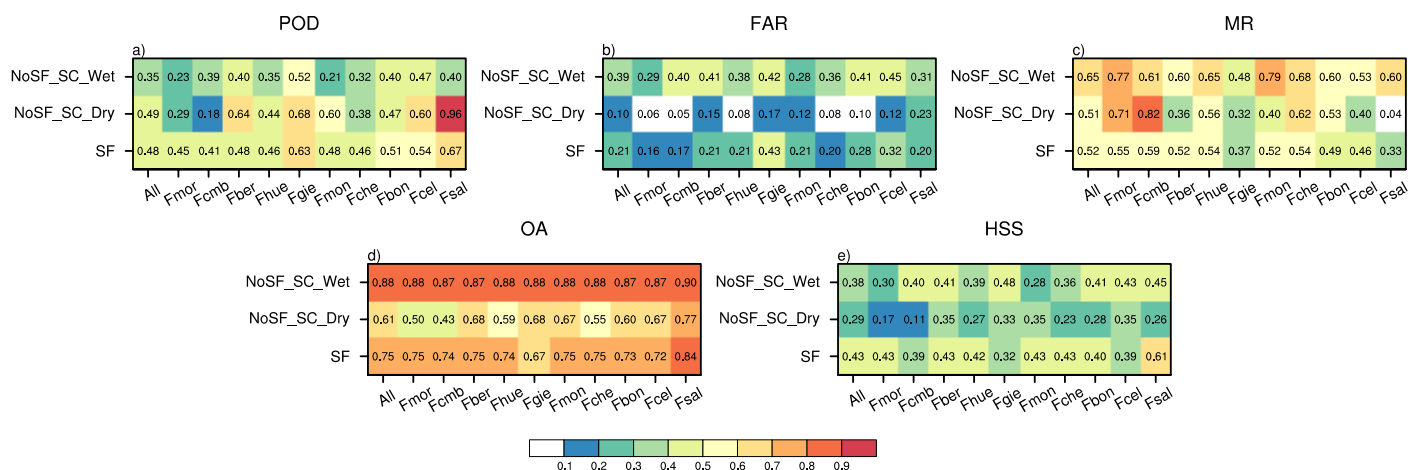 POD
FAR
MR
a)
b)
c)
NoSF_SC_Wet 0.35 0.23 0.39 0.40 0.35 0.52 0.21 0.32 0.40 0.47 0.40
NoSF_SC_Dry 0.49 0.29 0.18 0.64 0.44 0.68 0.60 0.38 0.47 0.60 0.96
SF 0.48 0.45 0.41 0.48 0.46 0.63 0.48 0.46 0.51 0.54 0.67
All Fmor Fcmb Fber Fhue Fgie Fmon Fche Fbon Fcel Fsal
NoSF_SC_Wet 0.39 0.29 0.40 0.41 0.38 0.42 0.28 0.36 0.41 0.45 0.31
NoSF_SC_Dry 0.10 0.06 0.05 0.15 0.08 0.17 0.12 0.08 0.10 0.12 0.23
SF 0.21 0.16 0.17 0.21 0.21 0.43 0.21 0.20 0.28 0.32 0.20
All Fmor Fcmb Fber Fhue Fgie Fmon Fche Fbon Fcel Fsal
NoSF_SC_Wet 0.65 0.77 0.61 0.60 0.65 0.48 0.79 0.68 0.60 0.53 0.60
NoSF_SC_Dry 0.51 0.71 0.82 0.36 0.56 0.32 0.40 0.62 0.53 0.40 0.04
SF 0.52 0.55 0.59 0.52 0.54 0.37 0.52 0.54 0.49 0.46 0.33
All Fmor Fcmb Fber Fhue Fgie Fmon Fche Fbon Fcel Fsal
OA
HSS
d)
e)
NoSF_SC_Wet 0.88 0.88 0.87 0.87 0.88 0.88 0.88 0.88 0.87 0.87 0.90
NoSF_SC_Dry 0.61 0.50 0.43 0.68 0.59 0.68 0.67 0.55 0.60 0.67 0.77
SF 0.75 0.75 0.74 0.75 0.74 0.67 0.75 0.75 0.73 0.72 0.84
All Fmor Fcmb Fber Fhue Fgie Fmon Fche Fbon Fcel Fsal
NoSF_SC_Wet 0.38 0.30 0.40 0.41 0.39 0.48 0.28 0.36 0.41 0.43 0.45
NoSF_SC_Dry 0.29 0.17 0.11 0.35 0.27 0.33 0.35 0.23 0.28 0.35 0.26
SF 0.43 0.43 0.39 0.43 0.42 0.32 0.43 0.43 0.40 0.39 0.61
All Fmor Fcmb Fber Fhue Fgie Fmon Fche Fbon Fcel Fsal
0.1 0.2 0.3 0.4 0.5 0.6 0.7 0.8 0.9